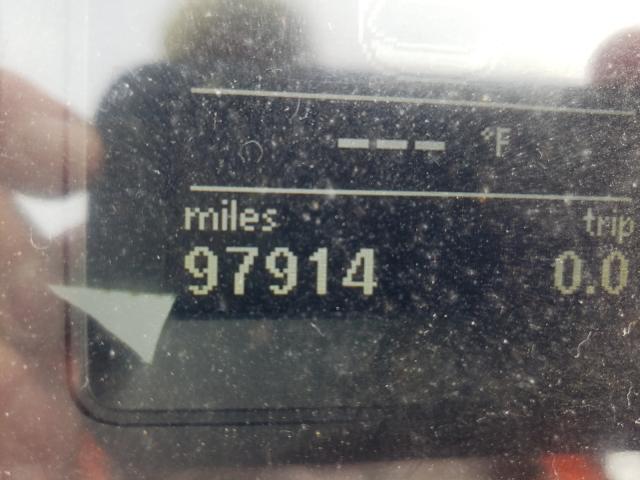 --- °F
miles trip
97914 0.0